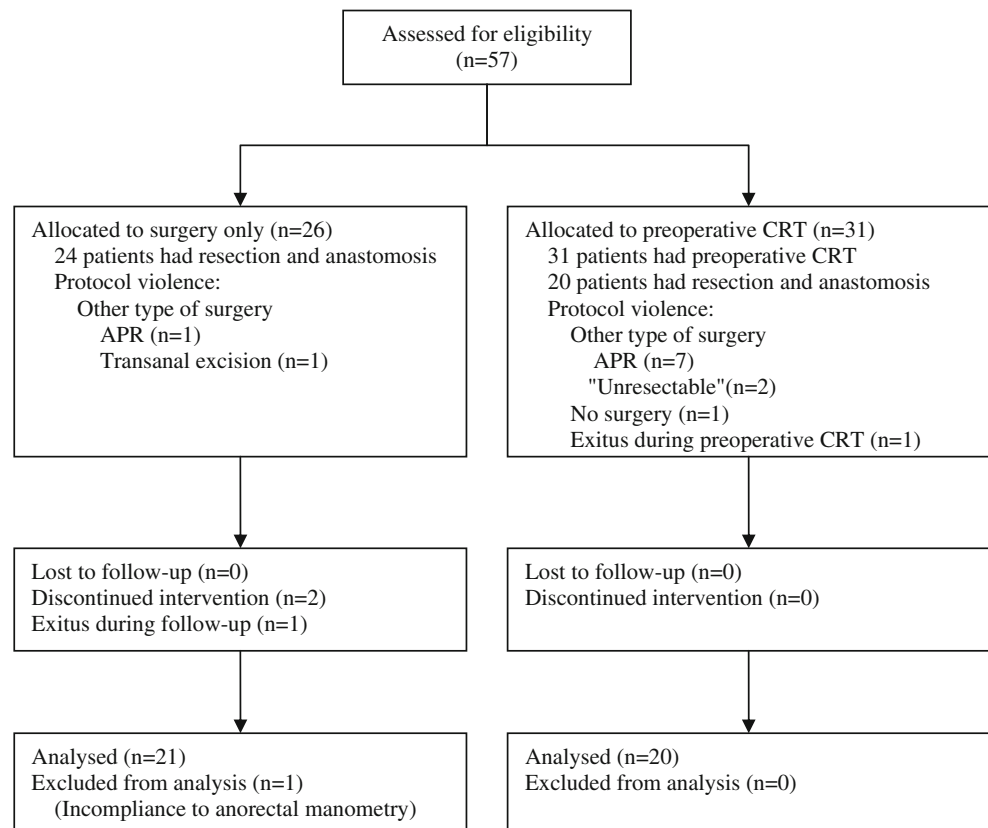 Assessed for eligibility
(n=57)
Allocated to surgery only (n=26)
24 patients had resection and anastomosis
Protocol violence:
Other type of surgery
APR (n=1)
Transanal excision (n=1)
Allocated to preoperative CRT (n=31)
31 patients had preoperative CRT
20 patients had resection and anastomosis
Protocol violence:
Other type of surgery
APR (n=7)
"Unresectable"(n=2)
No surgery (n=1)
Exitus during preoperative CRT (n=1)
Lost to follow-up (n=0)
Discontinued intervention (n=2)
Exitus during follow-up (n=1)
Lost to follow-up (n=0)
Discontinued intervention (n=0)
Analysed (n=21)
Excluded from analysis (n=1)
(Incompliance to anorectal manometry)
Analysed (n=20)
Excluded from analysis (n=0)